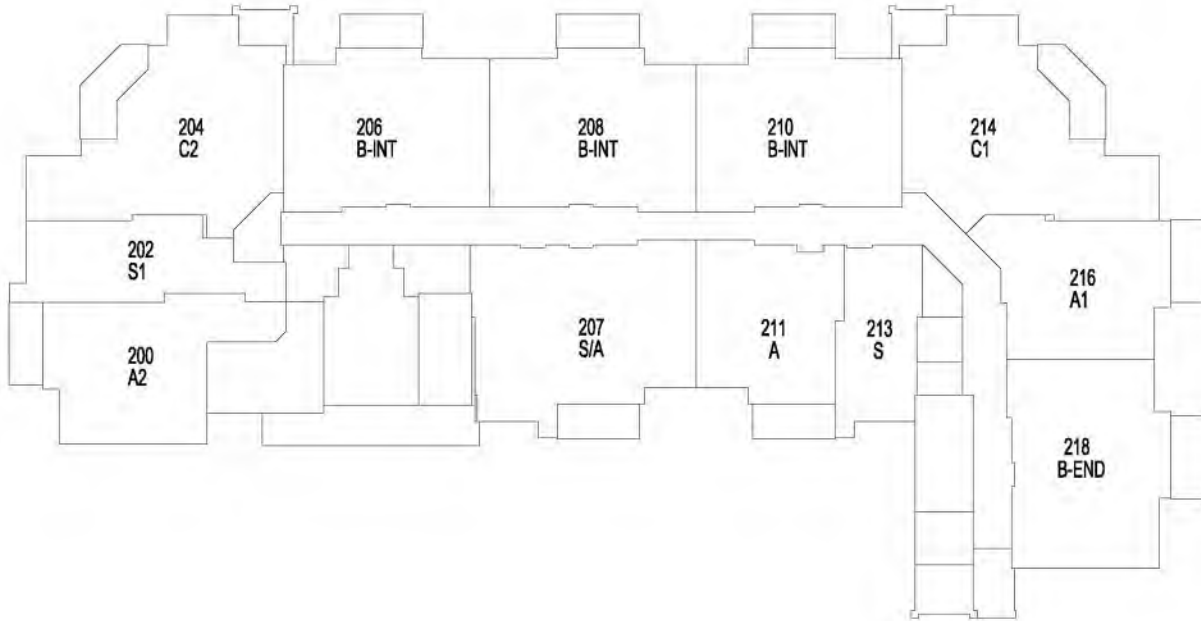 204
C2
206
B-INT
208
B-INT
210
B-INT
214
C1
202
S1
216
A1
200
A2
207
S/A
211
A
213
S
218
B-END